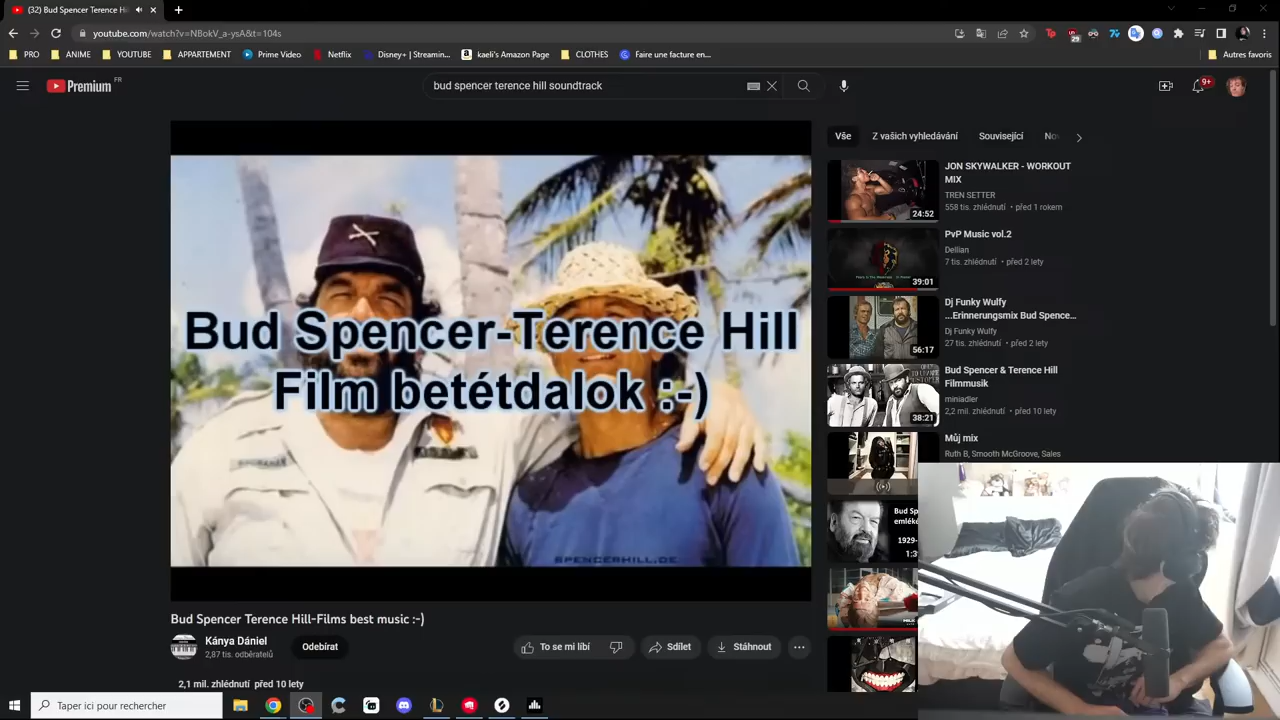 (32) Bud Spencer Terence Hi
youtube.com/watch?v=NBokV_a-ysA&t=104s
PRO
ANIME
YOUTUBE
APPARTEMENT
Prime Video
Netflix
Disney+ | Streamin...
kaeli's Amazon Page
CLOTHES
Faire une facture en...
Autres favoris
29
Premium FR
bud spencer terence hill soundtrack
9+
Bud Spencer-Terence Hill
Film betétdalok :-)
SPENCERHILL.DE
Bud Spencer Terence Hill-Films best music :-)
Kánya Dániel
2,87 tis. odběratelů
Odebírat
To se mi líbí
Sdílet
Stáhnout
2,1 mil. zhlédnutí před 10 lety
Vše
Z vašich vyhledávání
Související
JON SKYWALKER - WORKOUT
MIX
TREN SETTER
558 tis. zhlédnutí • před 1 rokem
24:52
PvP Music vol.2
Dellian
7 tis. zhlédnutí • před 2 lety
39:01
Dj Funky Wulfy
...Erinnerungsmix Bud Spence...
Dj Funky Wulfy
27 tis. zhlédnutí • před 2 lety
56:17
Bud Spencer & Terence Hill
Filmmusik
miniadler
2,2 mil. zhlédnutí • před 10 lety
38:21
Můj mix
Ruth B, Smooth McGroove, Sales
Bud Sp
emléke
1929-
Taper ici pour rechercher